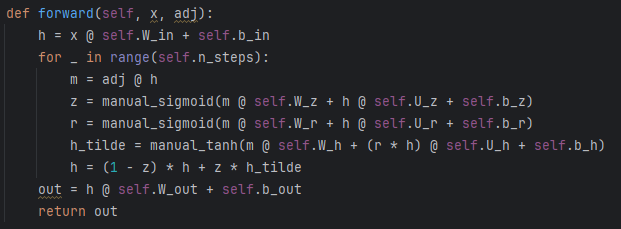 def forward(self, x, adj):
    h = x @ self.W_in + self.b_in
    for _ in range(self.n_steps):
        m = adj @ h
        z = manual_sigmoid(m @ self.W_z + h @ self.U_z + self.b_z)
        r = manual_sigmoid(m @ self.W_r + h @ self.U_r + self.b_r)
        h_tilde = manual_tanh(m @ self.W_h + (r * h) @ self.U_h + self.b_h)
        h = (1 - z) * h + z * h_tilde
    out = h @ self.W_out + self.b_out
    return out